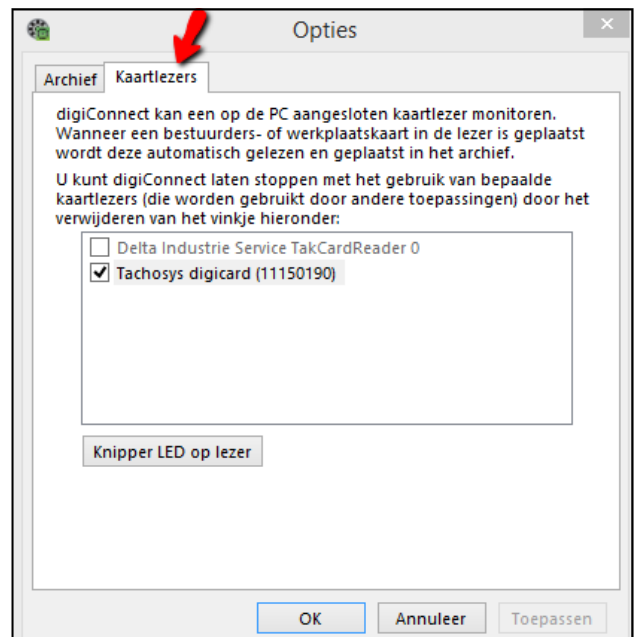 Opties
Archief
Kaartlezers
digiConnect kan een op de PC aangesloten kaartlezer monitoren.
Wanneer een bestuurders- of werkplaatskaart in de lezer is geplaatst
wordt deze automatisch gelezen en geplaatst in het archief.
U kunt digiConnect laten stoppen met het gebruik van bepaalde
kaartlezers (die worden gebruikt door andere toepassingen) door het
verwijderen van het vinkje hieronder:
Delta Industrie Service TakCardReader 0
Tachosys digicard (11150190)
Knipper LED op lezer
OK
Annuleer
Toepassen